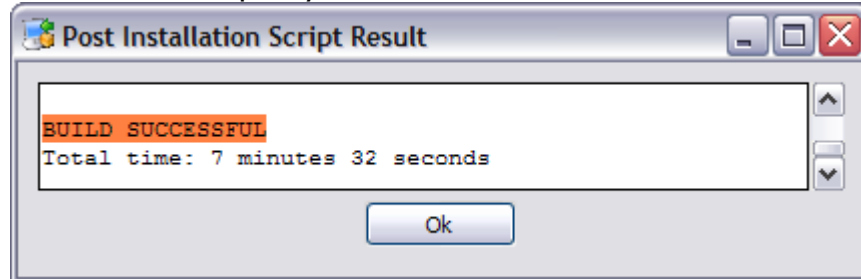 Post Installation Script Result
BUILD SUCCESSFUL
Total time: 7 minutes 32 seconds
Ok